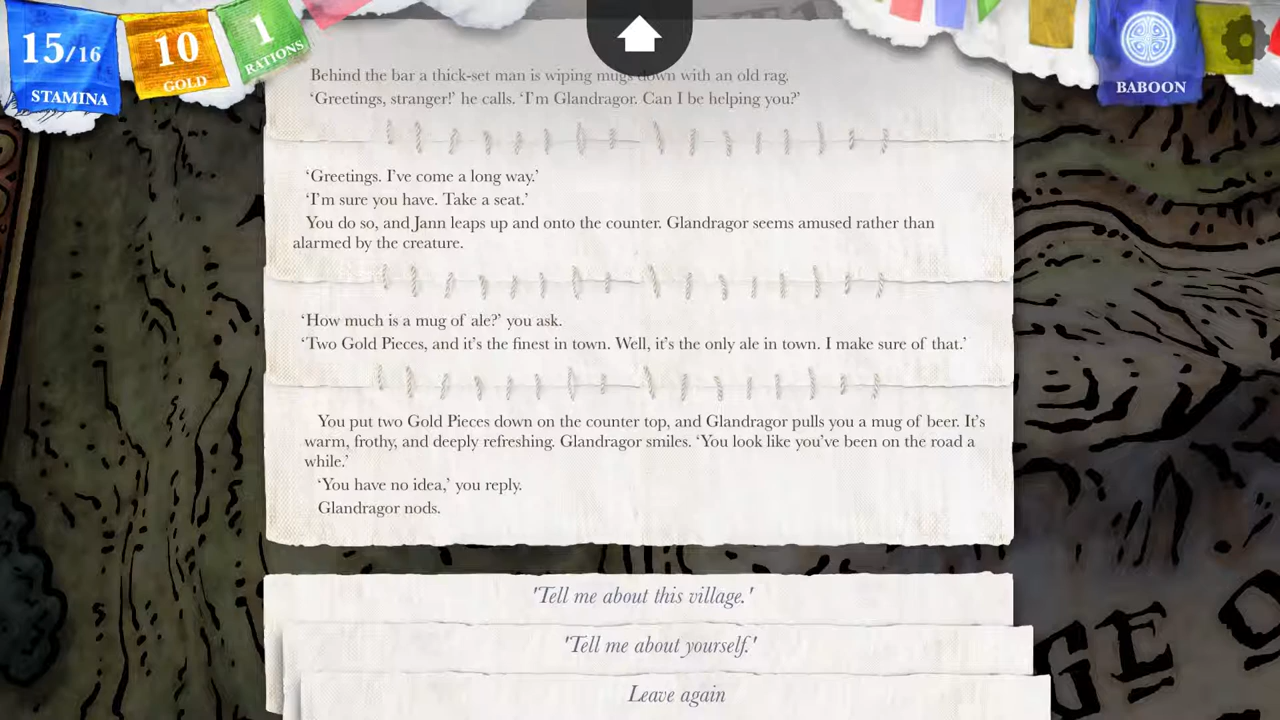 15/16
STAMINA
10
GOLD
1
RATIONS
BABOON
Behind the bar a thick-set man is wiping mugs down with an old rag.
‘Greetings, stranger!’ he calls. ‘I’m Glandragor. Can I be helping you?’
‘Greetings. I’ve come a long way.’
‘I’m sure you have. Take a seat.’
You do so, and Jann leaps up and onto the counter. Glandragor seems amused rather than
alarmed by the creature.
‘How much is a mug of ale?’ you ask.
‘Two Gold Pieces, and it’s the finest in town. Well, it’s the only ale in town. I make sure of that.’
You put two Gold Pieces down on the counter top, and Glandragor pulls you a mug of beer. It’s
warm, frothy, and deeply refreshing. Glandragor smiles. ‘You look like you’ve been on the road a
while.’
‘You have no idea,’ you reply.
Glandragor nods.
'Tell me about this village.'
'Tell me about yourself.'
Leave again